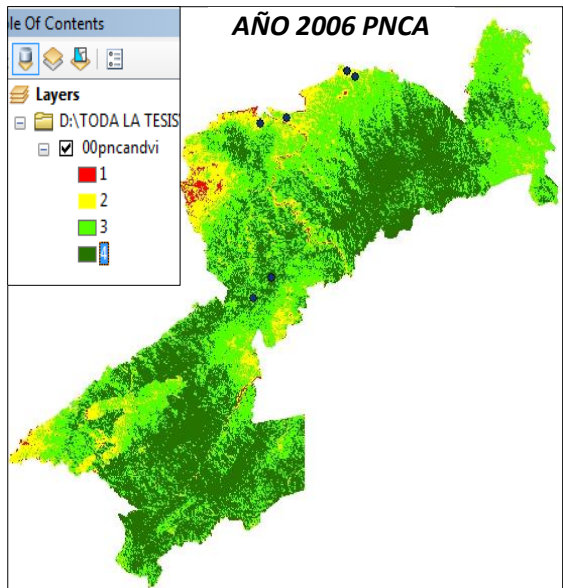 le Of Contents
AÑO 2006 PNCA
Layers
D:\TODA LA TESIS
00pncandvi
1
2
3
4